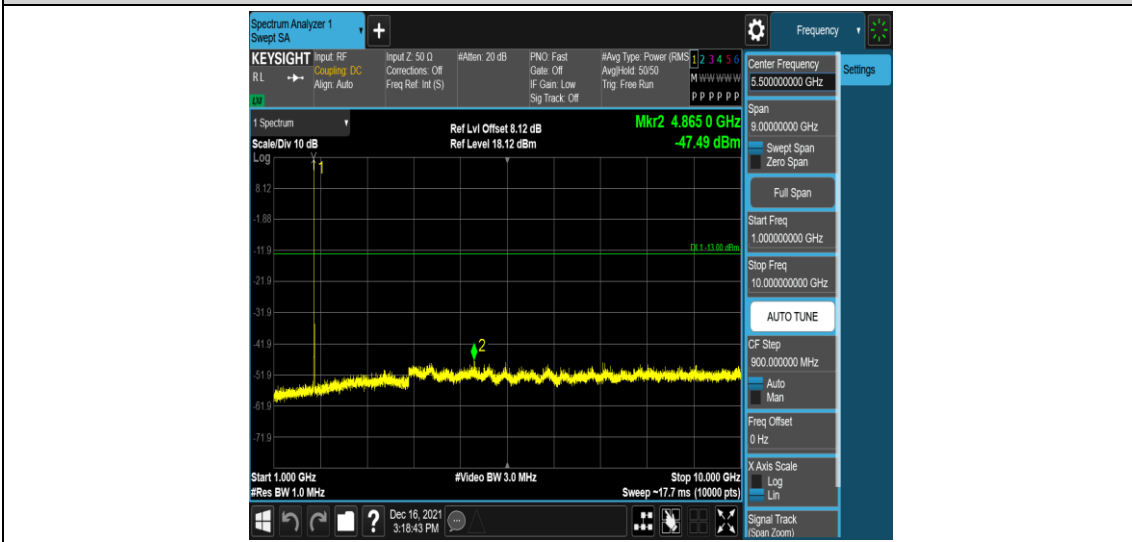 Spectrum Analyzer 1
Swept SA
+
Frequency
KEYSIGHT
RL
LXI
Input: RF
Coupling: DC
Align: Auto
Input Z: 50 Ω
Corrections: Off
Freq Ref: Int (S)
#Atten: 20 dB
PNO: Fast
Gate: Off
IF Gain: Low
Sig Track: Off
#Avg Type: Power (RMS
Avg|Hold: 50/50
Trig: Free Run
1 2 3 4 5 6
M W W W W W
P P P P P P
Center Frequency
5.500000000 GHz
Settings
Span
9.00000000 GHz
Swept Span
Zero Span
Full Span
Start Freq
1.000000000 GHz
Stop Freq
10.000000000 GHz
AUTO TUNE
CF Step
900.000000 MHz
Auto
Man
Freq Offset
0 Hz
X Axis Scale
Log
Lin
Signal Track
(Span Zoom)
1 Spectrum
Scale/Div 10 dB
Log
Ref Lvl Offset 8.12 dB
Ref Level 18.12 dBm
Mkr2 4.865 0 GHz
-47.49 dBm
1
8.12
-1.88
-11.9
DL1 -13.00 dBm
-21.9
-31.9
-41.9
2
-51.9
-61.9
-71.9
Start 1.000 GHz
#Video BW 3.0 MHz
Stop 10.000 GHz
#Res BW 1.0 MHz
Sweep ~17.7 ms (10000 pts)
?
Dec 16, 2021
3:18:43 PM